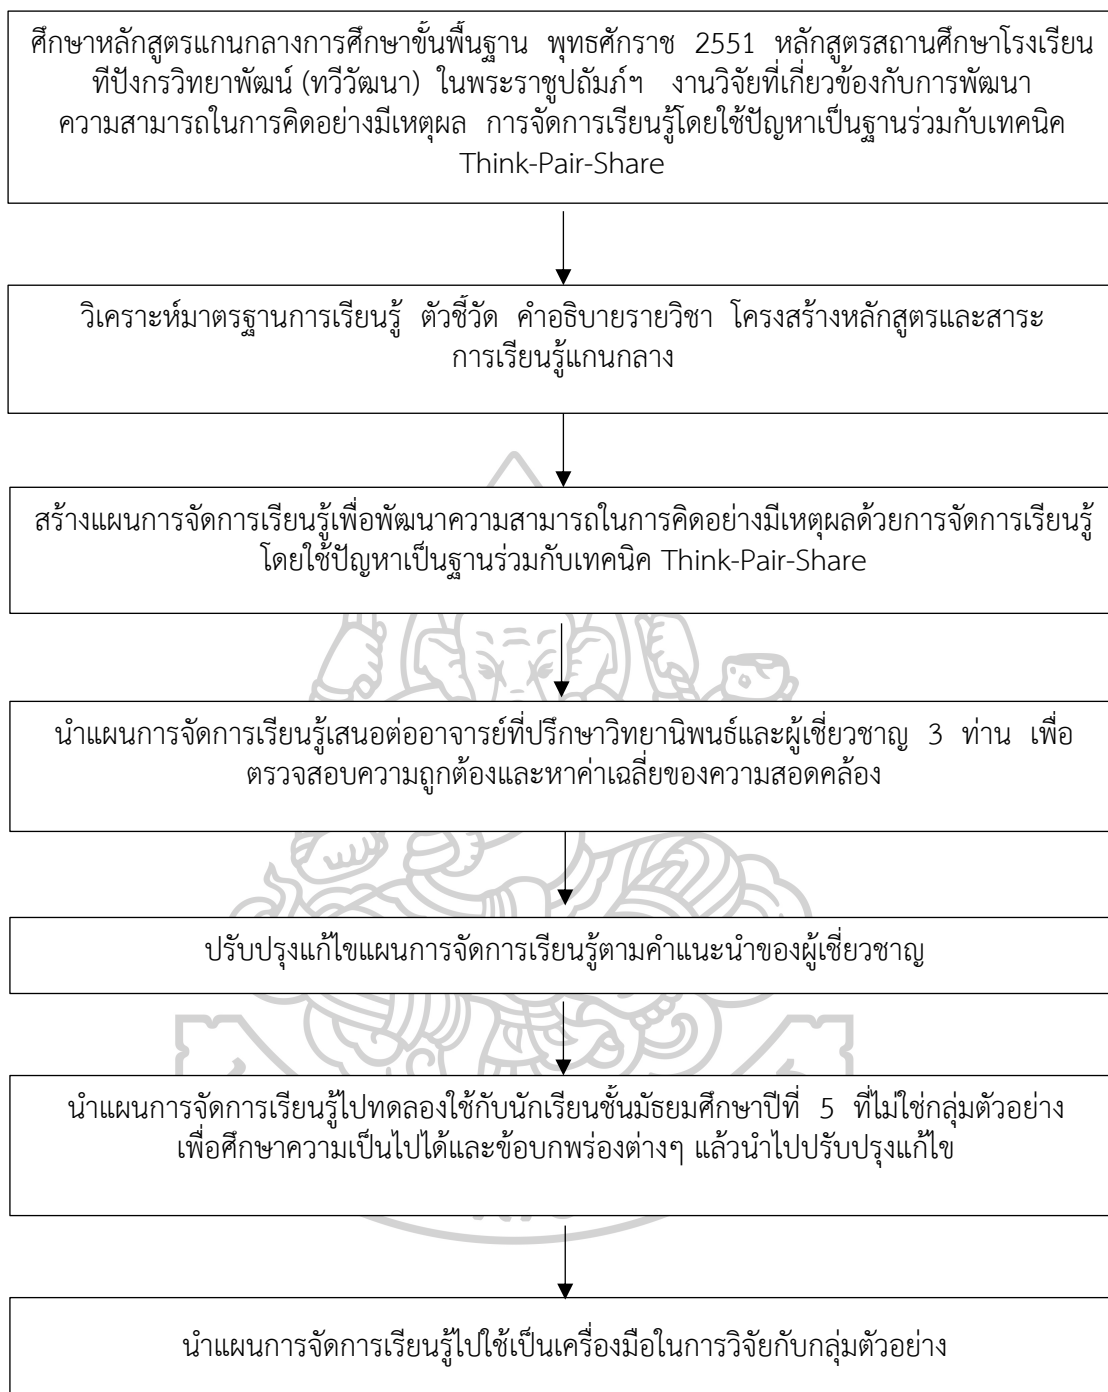 ศึกษาหลักสูตรแกนกลางการศึกษาขั้นพื้นฐาน พุทธศักราช 2551 หลักสูตรสถานศึกษาโรงเรียน
ทีปังกรวิทยาพัฒน์ (ทวีวัฒนา) ในพระราชูปถัมภ์ฯ งานวิจัยที่เกี่ยวข้องกับการพัฒนา
ความสามารถในการคิดอย่างมีเหตุผล การจัดการเรียนรู้โดยใช้ปัญหาเป็นฐานร่วมกับเทคนิค
Think-Pair-Share
วิเคราะห์มาตรฐานการเรียนรู้ ตัวชี้วัด คำอธิบายรายวิชา โครงสร้างหลักสูตรและสาระ
การเรียนรู้แกนกลาง
สร้างแผนการจัดการเรียนรู้เพื่อพัฒนาความสามารถในการคิดอย่างมีเหตุผลด้วยการจัดการเรียนรู้
โดยใช้ปัญหาเป็นฐานร่วมกับเทคนิค Think-Pair-Share
นำแผนการจัดการเรียนรู้เสนอต่ออาจารย์ที่ปรึกษาวิทยานิพนธ์และผู้เชี่ยวชาญ 3 ท่าน เพื่อ
ตรวจสอบความถูกต้องและหาค่าเฉลี่ยของความสอดคล้อง
ปรับปรุงแก้ไขแผนการจัดการเรียนรู้ตามคำแนะนำของผู้เชี่ยวชาญ
นำแผนการจัดการเรียนรู้ไปทดลองใช้กับนักเรียนชั้นมัธยมศึกษาปีที่ 5 ที่ไม่ใช่กลุ่มตัวอย่าง
เพื่อศึกษาความเป็นไปได้และข้อบกพร่องต่างๆ แล้วนำไปปรับปรุงแก้ไข
นำแผนการจัดการเรียนรู้ไปใช้เป็นเครื่องมือในการวิจัยกับกลุ่มตัวอย่าง